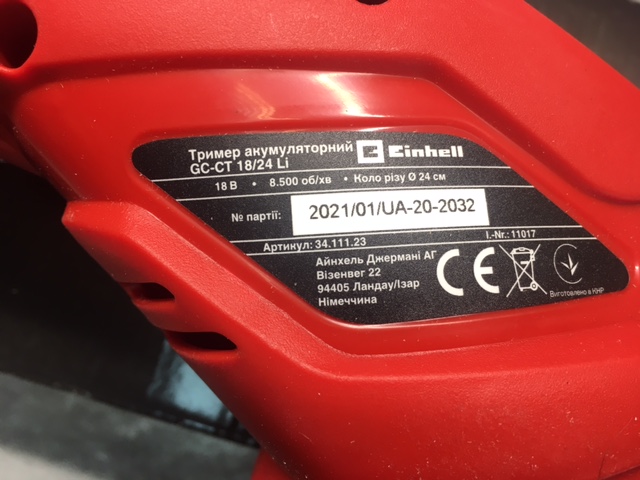 Тример акумуляторний
GC-CT 18/24 Li
Einhell
18 В • 8.500 об/хв • Коло різу Ø 24 см
№ партії: 2021/01/UA-20-2032
Артикул: 34.111.23 I.-Nr.: 11017
Айнхель Джермані АГ
Візенвег 22
94405 Ландау/Ізар
Німеччина
CE
Виготовлено в КНР